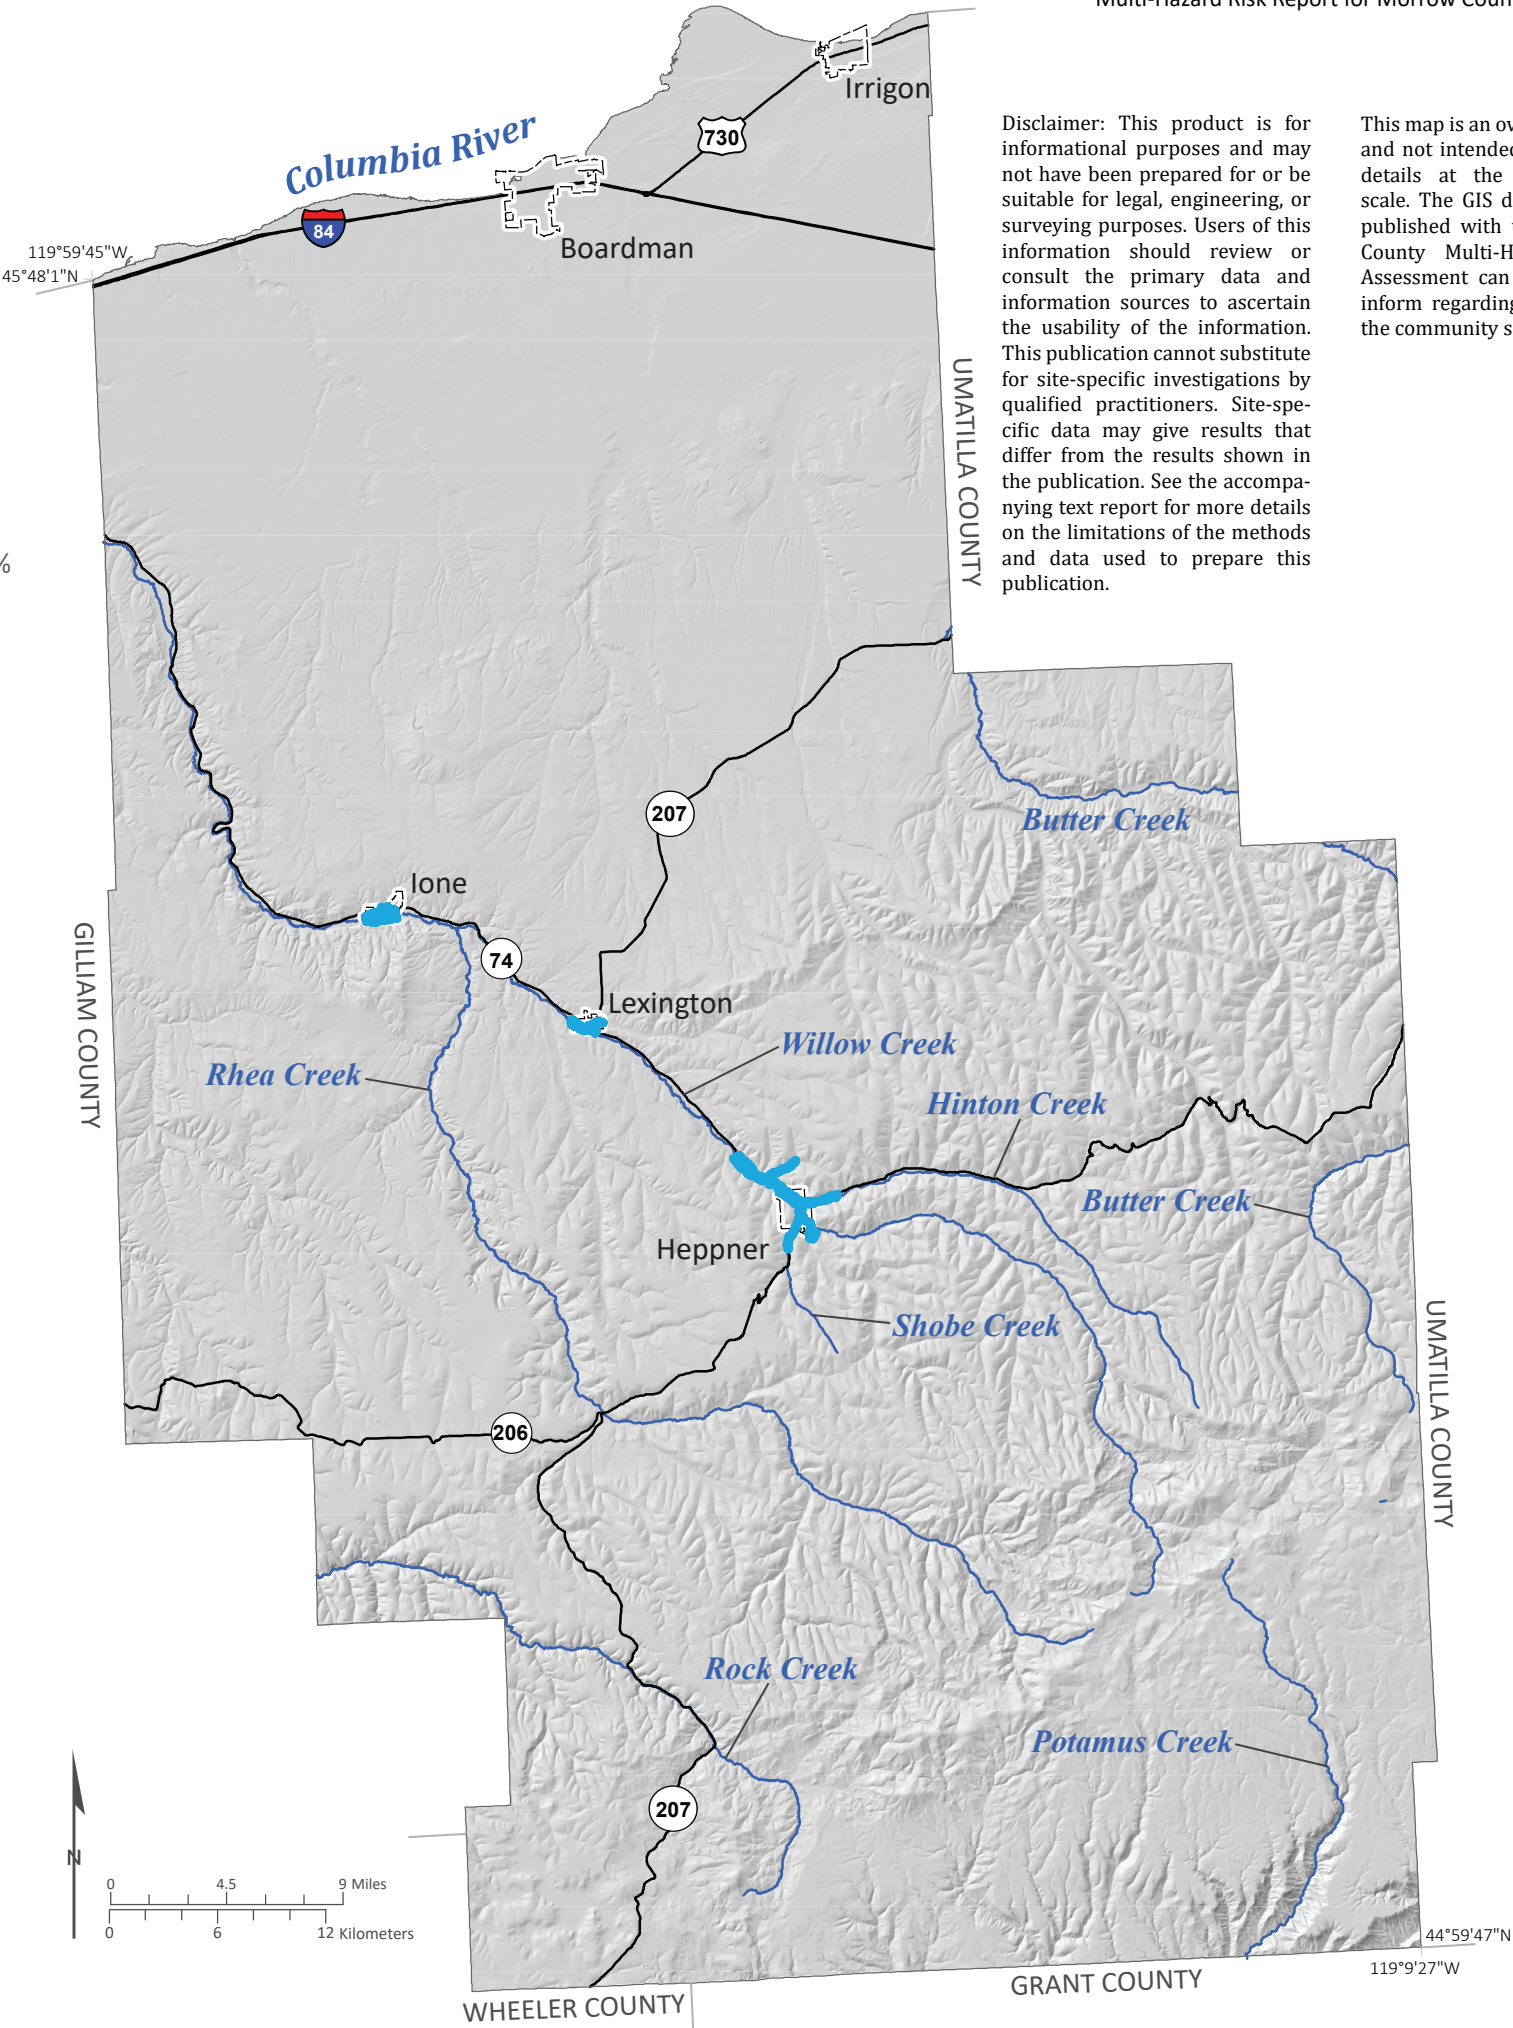 Multi-Hazard Risk Report for Morrow Coun
Irrigon
730
Columbia River
84
Boardman
119°59'45"W
45°48'1"N
Disclaimer: This product is for
informational purposes and may
not have been prepared for or be
suitable for legal, engineering, or
surveying purposes. Users of this
information should review or
consult the primary data and
information sources to ascertain
the usability of the information.
This publication cannot substitute
for site-specific investigations by
qualified practitioners. Site-spe-
cific data may give results that
differ from the results shown in
the publication. See the accompa-
nying text report for more details
on the limitations of the methods
and data used to prepare this
publication.
This map is an ov
and not intended
details at the
scale. The GIS d
published with t
County Multi-H
Assessment can
inform regarding
the community s
UMATILLA COUNTY
%
207
Butter Creek
Ione
74
GILLIAM COUNTY
Lexington
Willow Creek
Rhea Creek
Hinton Creek
Butter Creek
Heppner
Shobe Creek
UMATILLA COUNTY
206
Rock Creek
Potamus Creek
207
N
0 4.5 9 Miles
0 6 12 Kilometers
44°59'47"N
119°9'27"W
GRANT COUNTY
WHEELER COUNTY